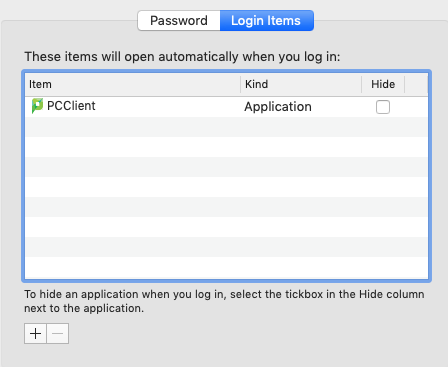 Password Login Items
These items will open automatically when you log in:
Item Kind Hide
PCClient Application
To hide an application when you log in, select the tickbox in the Hide column
next to the application.
+ −